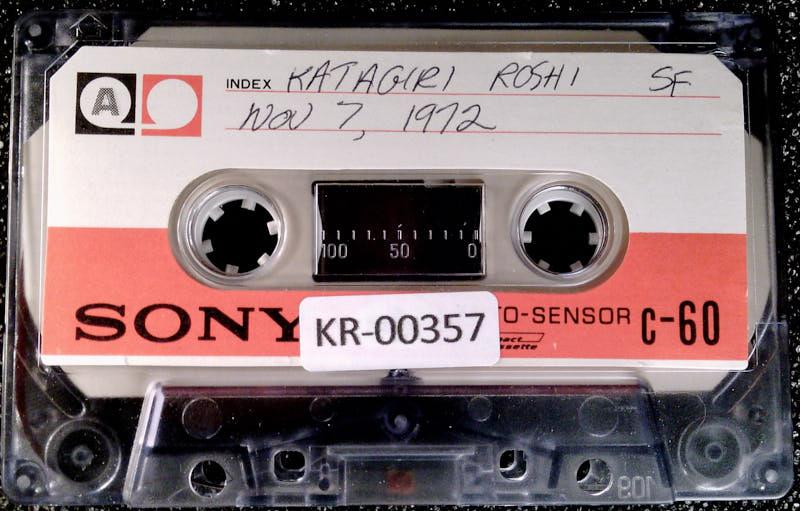 A INDEX KATAGIRI ROSHI SF
NOV 7, 1972
100 50 0
SONY TO-SENSOR C-60
KR-00357